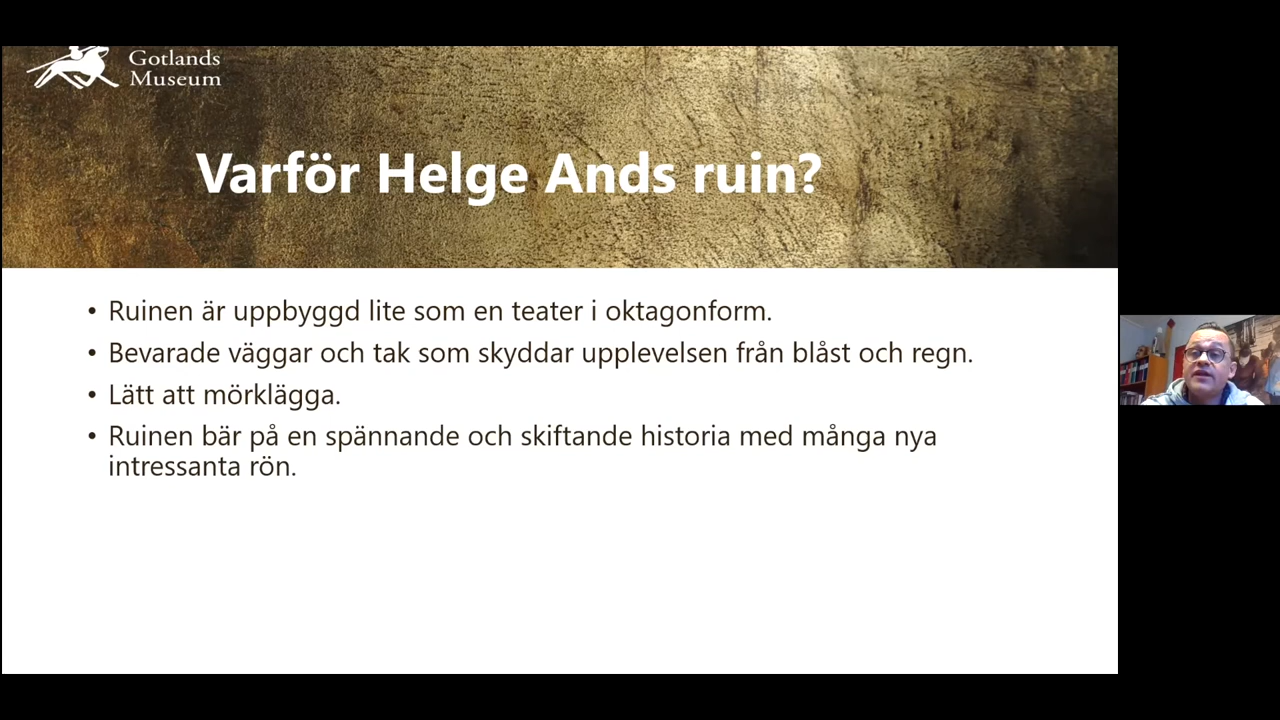 Gotlands
Museum
Varför Helge Ands ruin?
• Ruinen är uppbyggd lite som en teater i oktagonform.
• Bevarade väggar och tak som skyddar upplevelsen från blåst och regn.
• Lätt att mörklägga.
• Ruinen bär på en spännande och skiftande historia med många nya
intressanta rön.